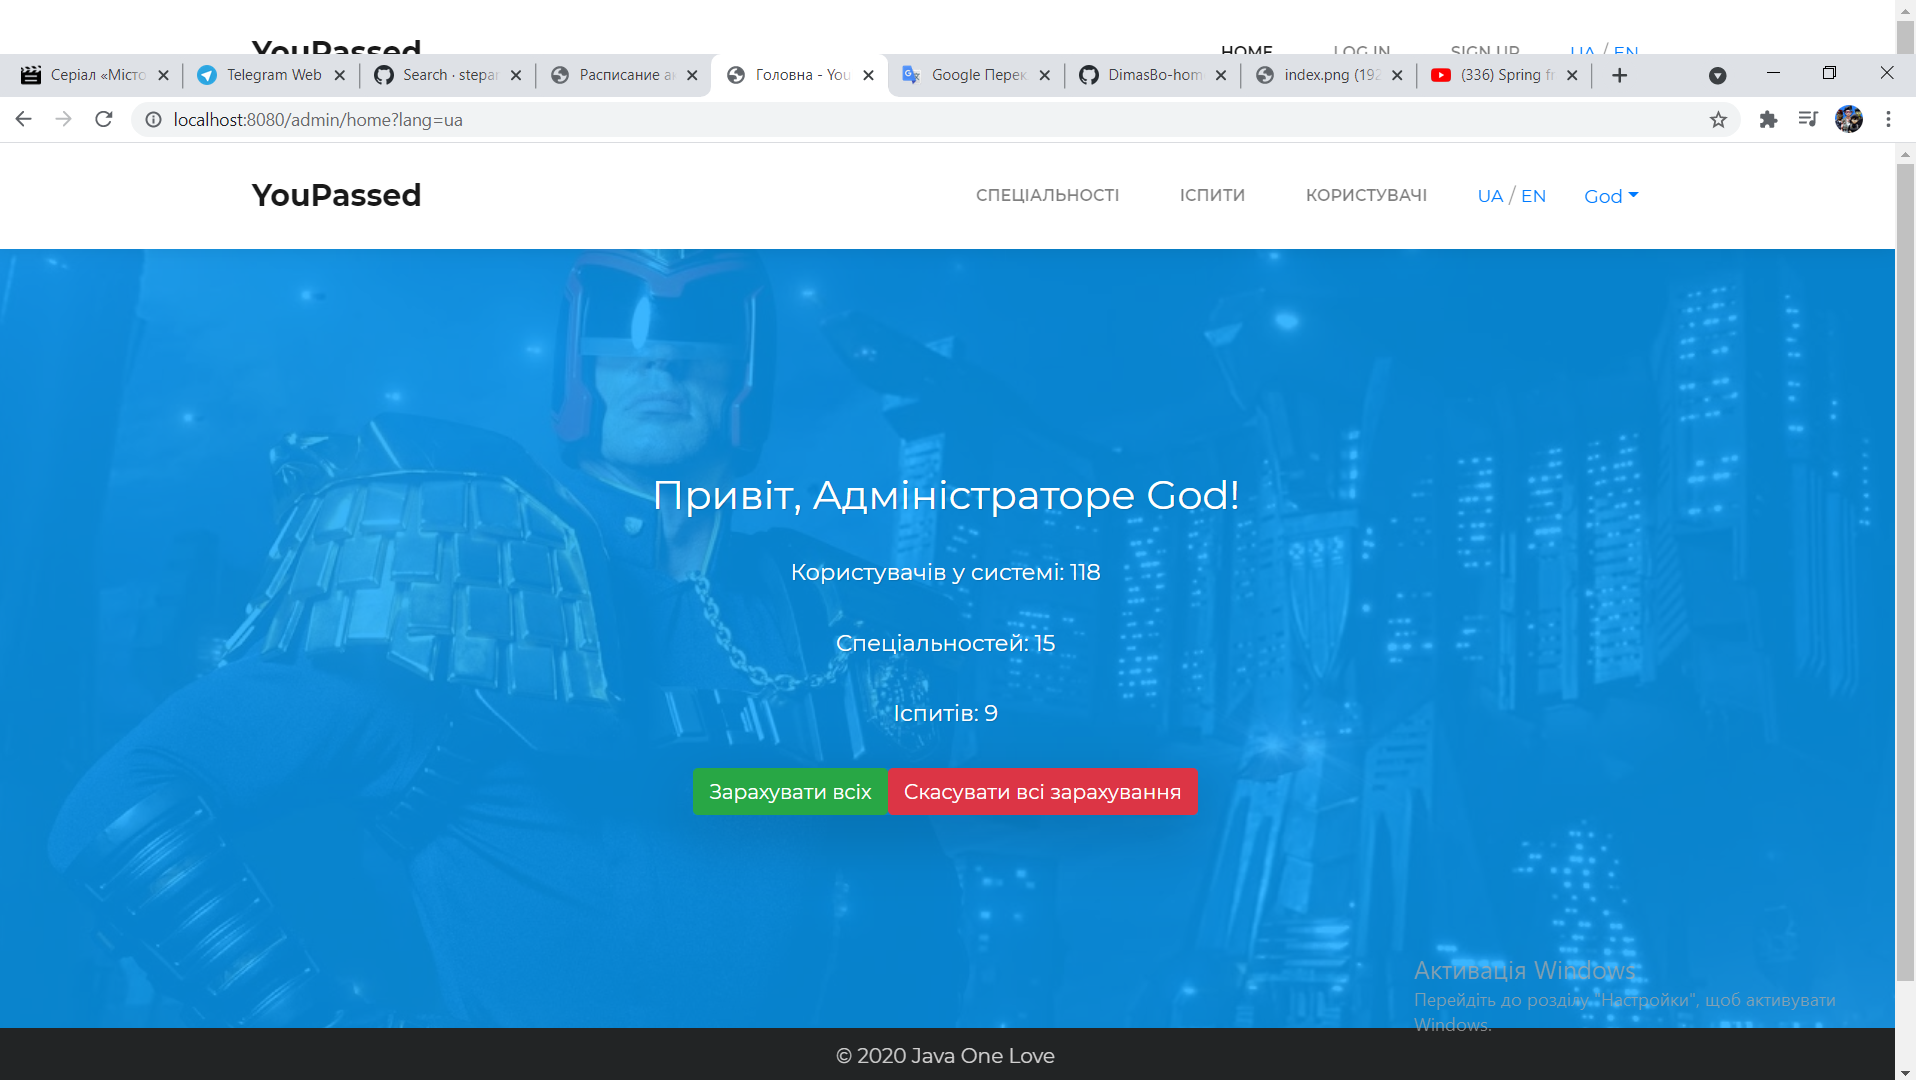 YouPassed HOME LOG IN SIGN UP UA / EN
Серіал «Місто Telegram Web Search · stepan Расписание ак Головна - You Google Перек DimasBo-hom index.png (192 (336) Spring fr
localhost:8080/admin/home?lang=ua
YouPassed СПЕЦІАЛЬНОСТІ ІСПИТИ КОРИСТУВАЧІ UA / EN God
Привіт, Адміністраторе God!
Користувачів у системі: 118
Спеціальностей: 15
Іспитів: 9
Зарахувати всіх Скасувати всі зарахування
Активація Windows
Перейдіть до розділу "Настройки", щоб активувати
Windows.
© 2020 Java One Love